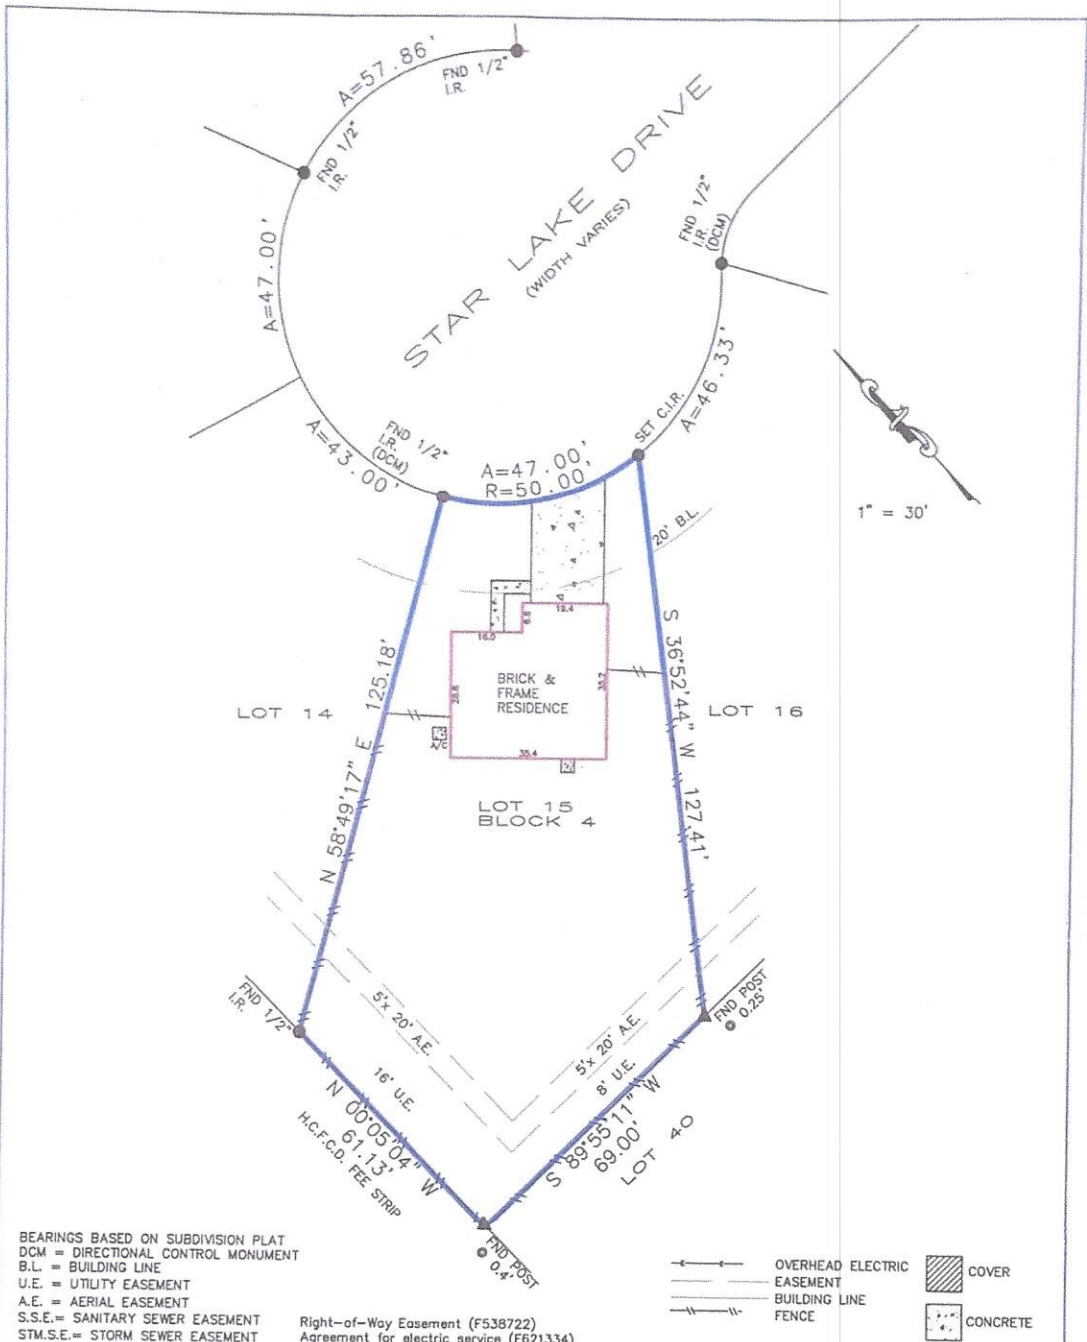 A=57.86'
FND 1/2"
I.R.
FND 1/2"
I.R.
STAR LAKE DRIVE
(WIDTH VARIES)
FND 1/2"
I.R.
(DCM)
A=47.00'
A=46.33'
SET C.I.R.
A=43.00'
FND 1/2"
I.R.
(DCM)
A=47.00'
R=50.00'
1" = 30'
20' B.L.
19.4
6.6
16.0
BRICK &
FRAME
RESIDENCE
28.6
35.2
35.4
A/C
LOT 14
LOT 16
N 58°49'17" E 125.18'
S 36°52'44" W 127.41'
LOT 15
BLOCK 4
5'x 20' A.E.
5'x 20' A.E.
16' U.E.
8' U.E.
FND 1/2"
I.R.
FND POST
0.25'
N 00°05'04" W
61.13'
H.C.F.C.D. FEE STRIP
S 89°55'11" W
69.00'
LOT 40
FND POST
0.4'
BEARINGS BASED ON SUBDIVISION PLAT
DCM = DIRECTIONAL CONTROL MONUMENT
B.L. = BUILDING LINE
U.E. = UTILITY EASEMENT
A.E. = AERIAL EASEMENT
S.S.E.= SANITARY SEWER EASEMENT
STM.S.E.= STORM SEWER EASEMENT
Right-of-Way Easement (F538722)
Agreement for electric service (F621334)
OVERHEAD ELECTRIC
EASEMENT
BUILDING LINE
FENCE
COVER
CONCRETE